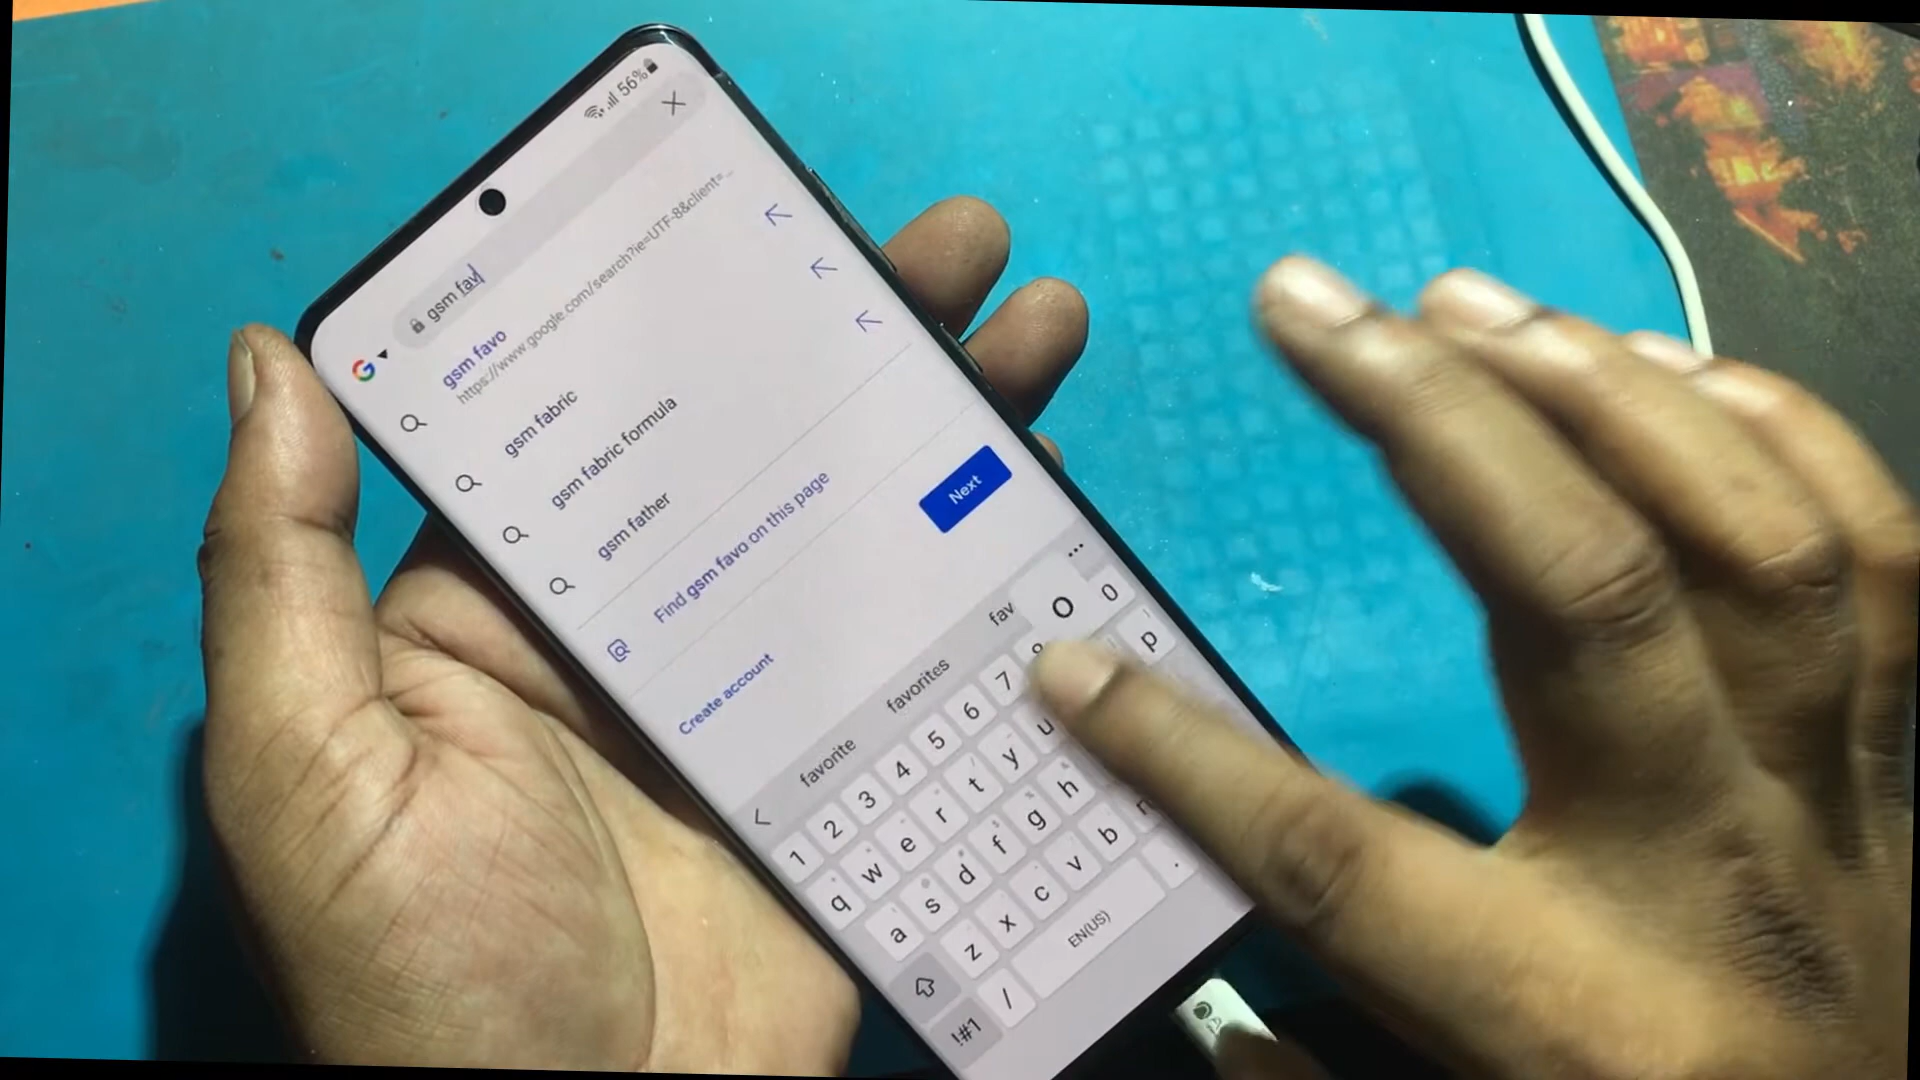 56%
gsm fav
gsm favo
https://www.google.com/search?ie=UTF-8&client=...
gsm fabric
gsm fabric formula
gsm father
Find gsm favo on this page
Next
Create account
favorite favorites fav
1 2 3 4 5 6 7 8 0
q w e r t y u o p
a s d f g h
z x c v b n
!#1 / EN(US) .